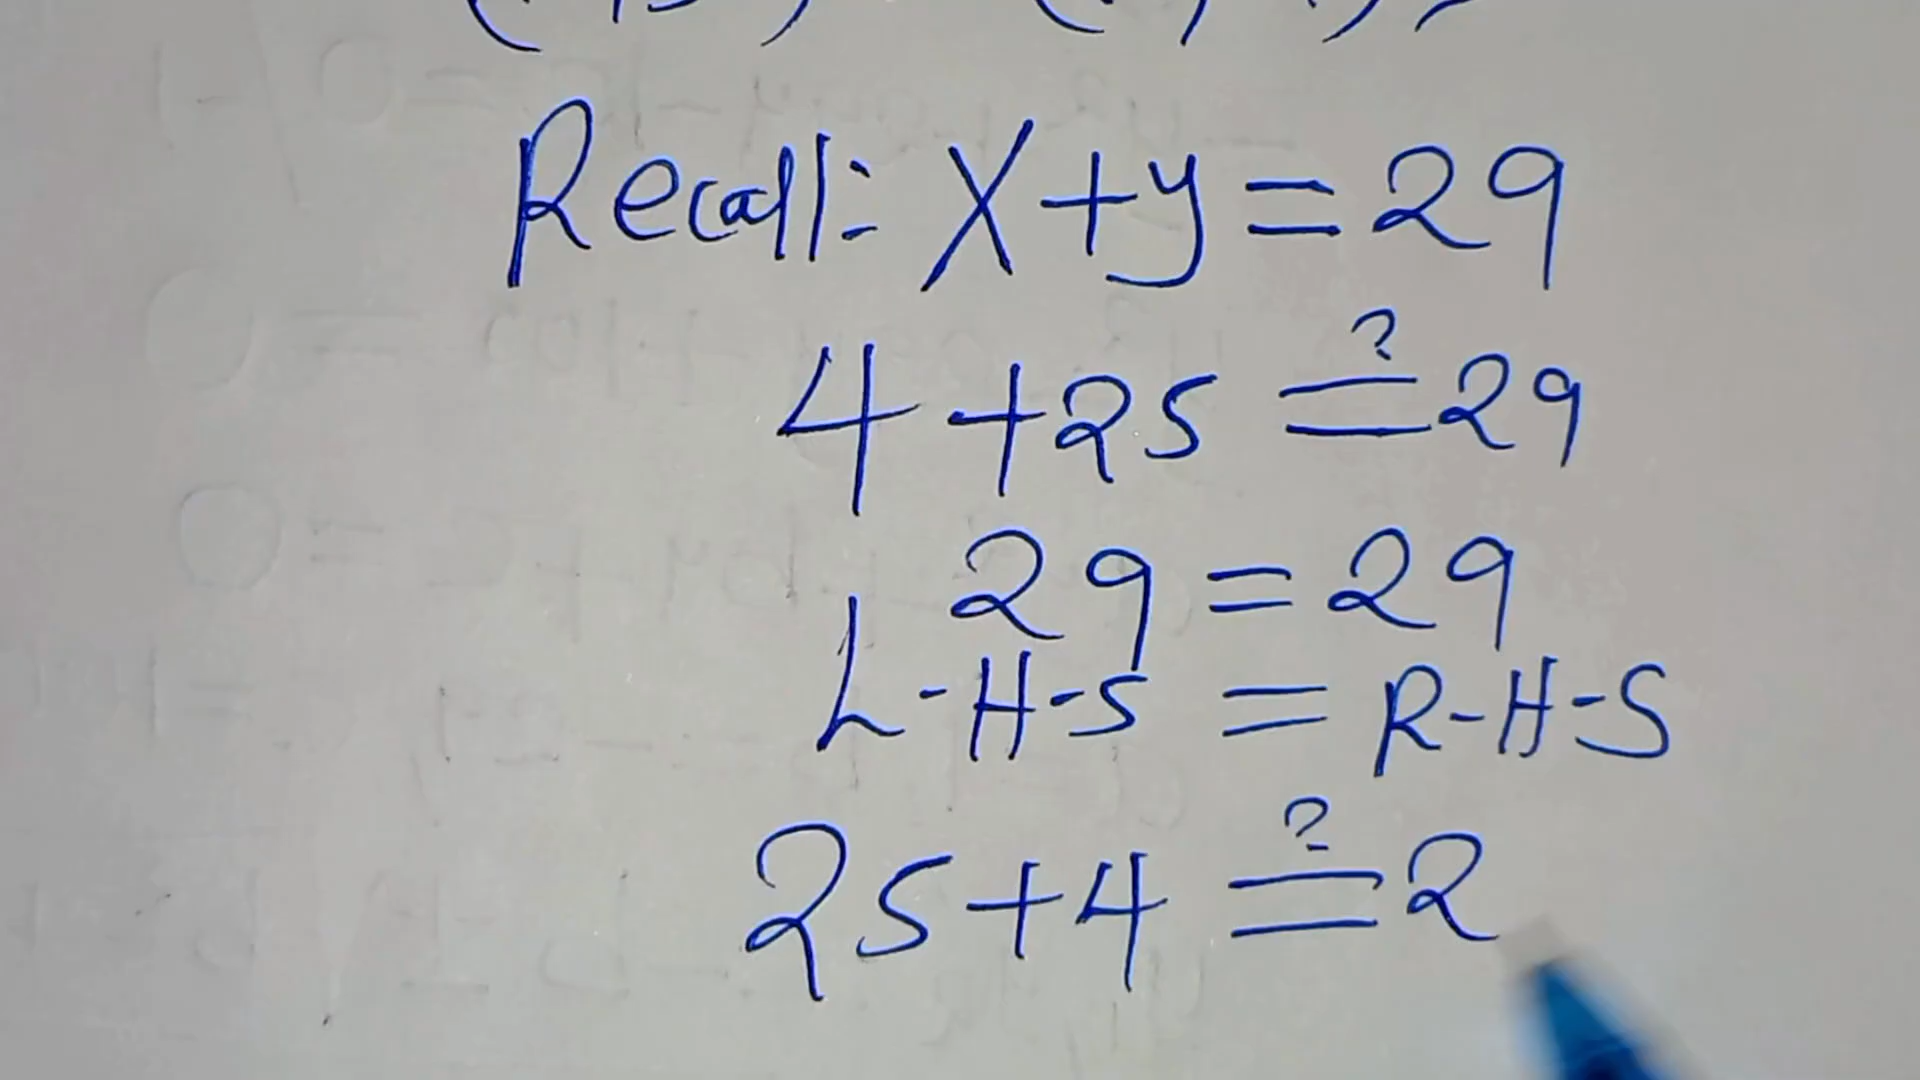 Recall: X+y=29
4+25 ?= 29
29 = 29
L-H-S = R-H-S
25+4 ?= 2